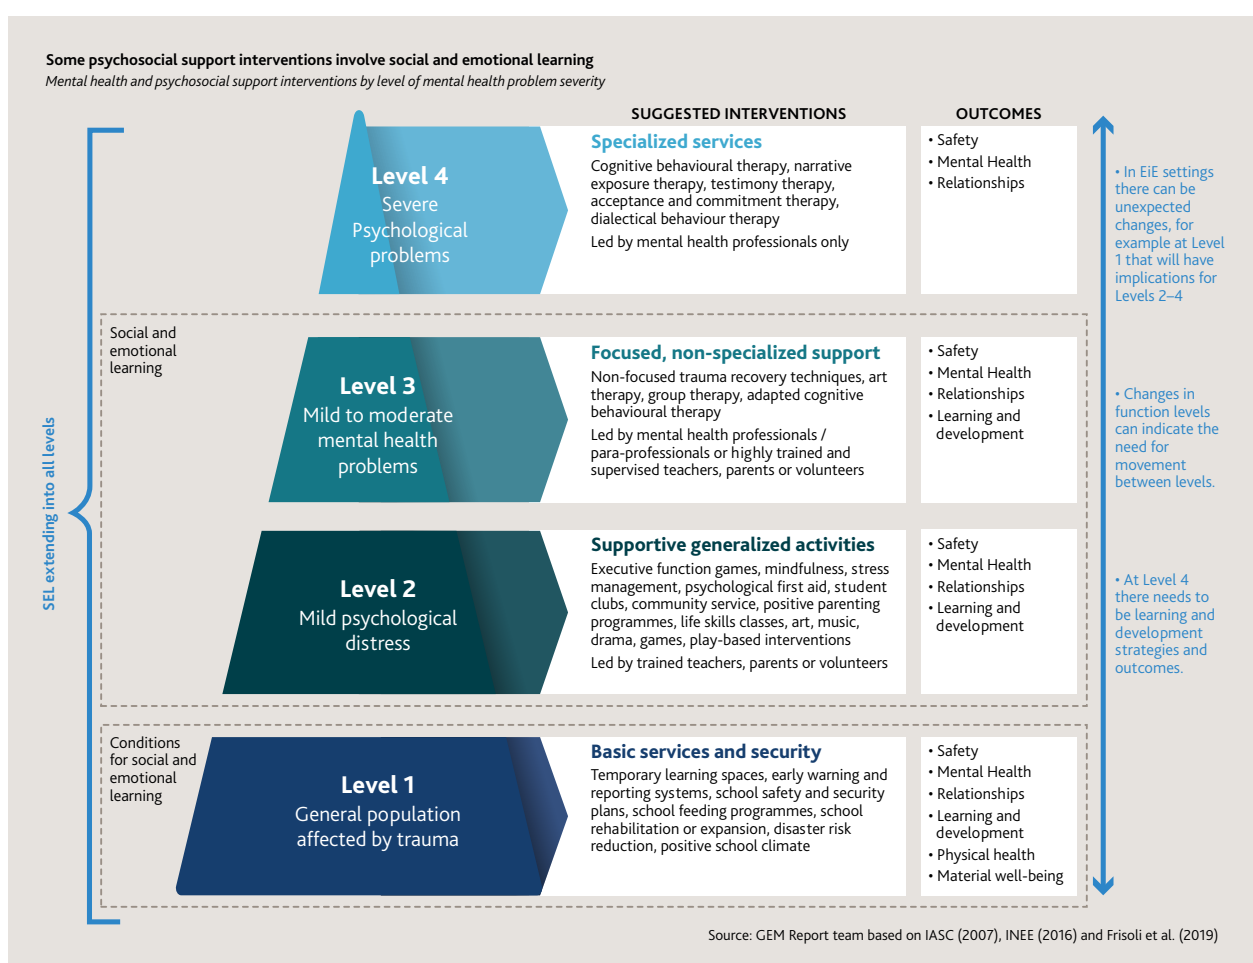 Some psychosocial support interventions involve social and emotional learning
Mental health and psychosocial support interventions by level of mental health problem severity
SUGGESTED INTERVENTIONS
OUTCOMES
SEL extending into all levels
Level 4
Severe
Psychological
problems
Specialized services
Cognitive behavioural therapy, narrative
exposure therapy, testimony therapy,
acceptance and commitment therapy,
dialectical behaviour therapy
Led by mental health professionals only
• Safety
• Mental Health
• Relationships
• In EiE settings
there can be
unexpected
changes, for
example at Level
1 that will have
implications for
Levels 2–4
Social and
emotional
learning
Level 3
Mild to moderate
mental health
problems
Focused, non-specialized support
Non-focused trauma recovery techniques, art
therapy, group therapy, adapted cognitive
behavioural therapy
Led by mental health professionals /
para-professionals or highly trained and
supervised teachers, parents or volunteers
• Safety
• Mental Health
• Relationships
• Learning and
development
• Changes in
function levels
can indicate the
need for
movement
between levels.
Level 2
Mild psychological
distress
Supportive generalized activities
Executive function games, mindfulness, stress
management, psychological first aid, student
clubs, community service, positive parenting
programmes, life skills classes, art, music,
drama, games, play-based interventions
Led by trained teachers, parents or volunteers
• Safety
• Mental Health
• Relationships
• Learning and
development
• At Level 4
there needs to
be learning and
development
strategies and
outcomes.
Conditions
for social and
emotional
learning
Level 1
General population
affected by trauma
Basic services and security
Temporary learning spaces, early warning and
reporting systems, school safety and security
plans, school feeding programmes, school
rehabilitation or expansion, disaster risk
reduction, positive school climate
• Safety
• Mental Health
• Relationships
• Learning and
development
• Physical health
• Material well-being
Source: GEM Report team based on IASC (2007), INEE (2016) and Frisoli et al. (2019)